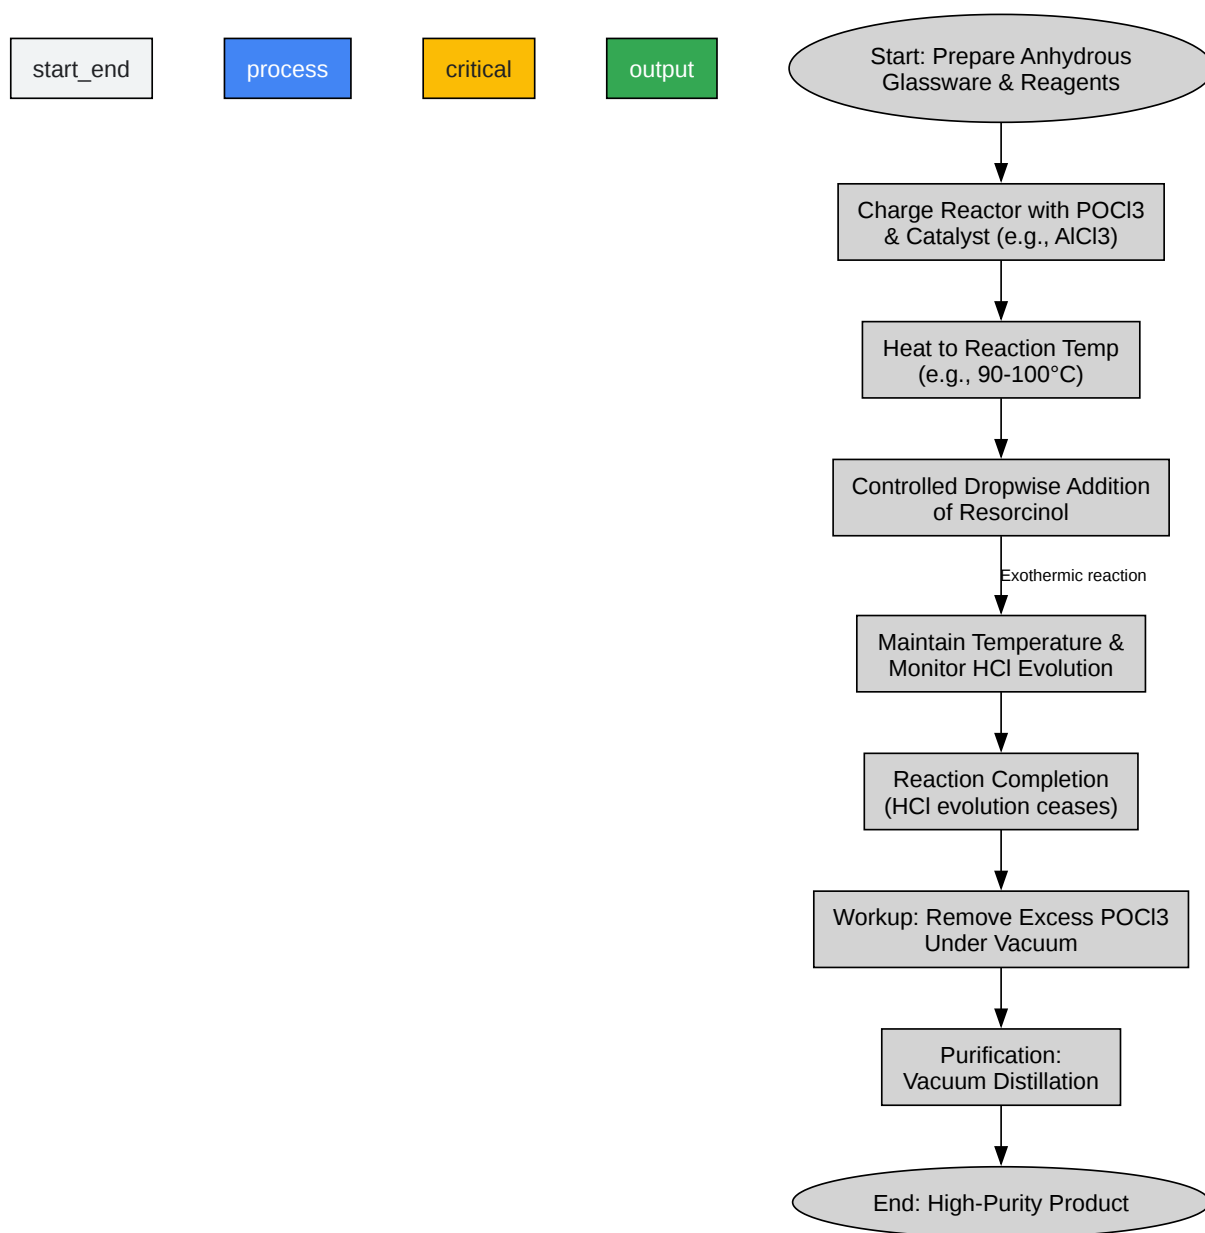 start_end
process
critical
output
Start: Prepare Anhydrous
Glassware & Reagents
Charge Reactor with POCl3
& Catalyst (e.g., AlCl3)
Heat to Reaction Temp
(e.g., 90-100°C)
Controlled Dropwise Addition
of Resorcinol
Exothermic reaction
Maintain Temperature &
Monitor HCl Evolution
Reaction Completion
(HCl evolution ceases)
Workup: Remove Excess POCl3
Under Vacuum
Purification:
Vacuum Distillation
End: High-Purity Product